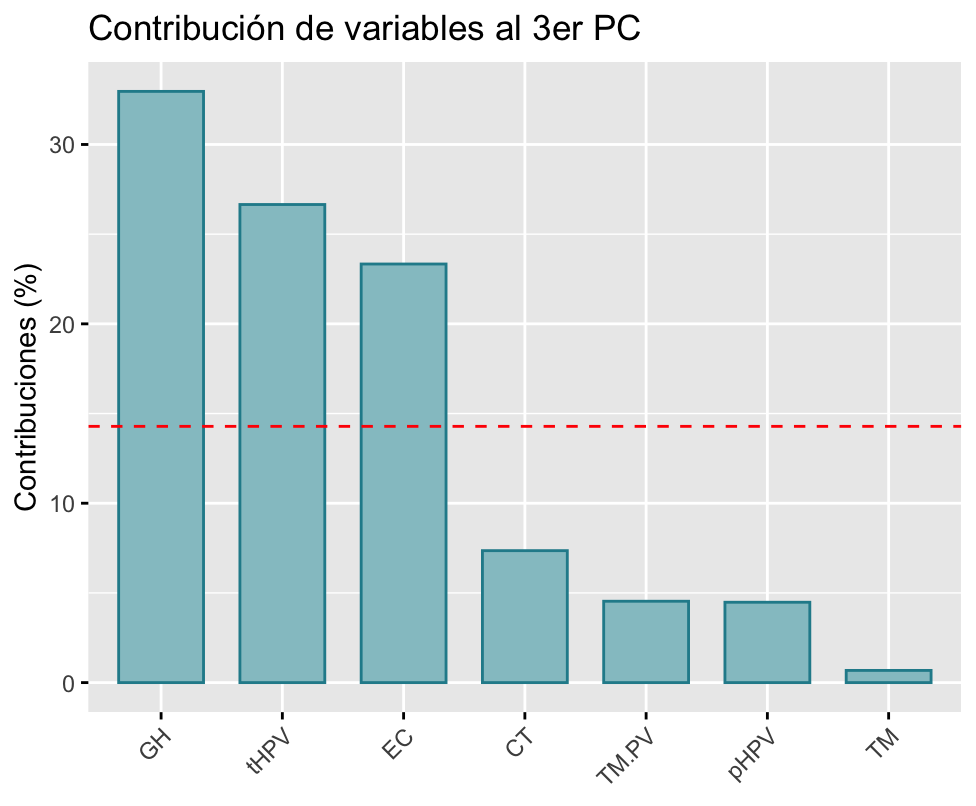 Contribución de variables al 3er PC
Contribuciones (%)
30
20
10
0
GH
tHPV
EC
CT
TM.PV
pHPV
TM